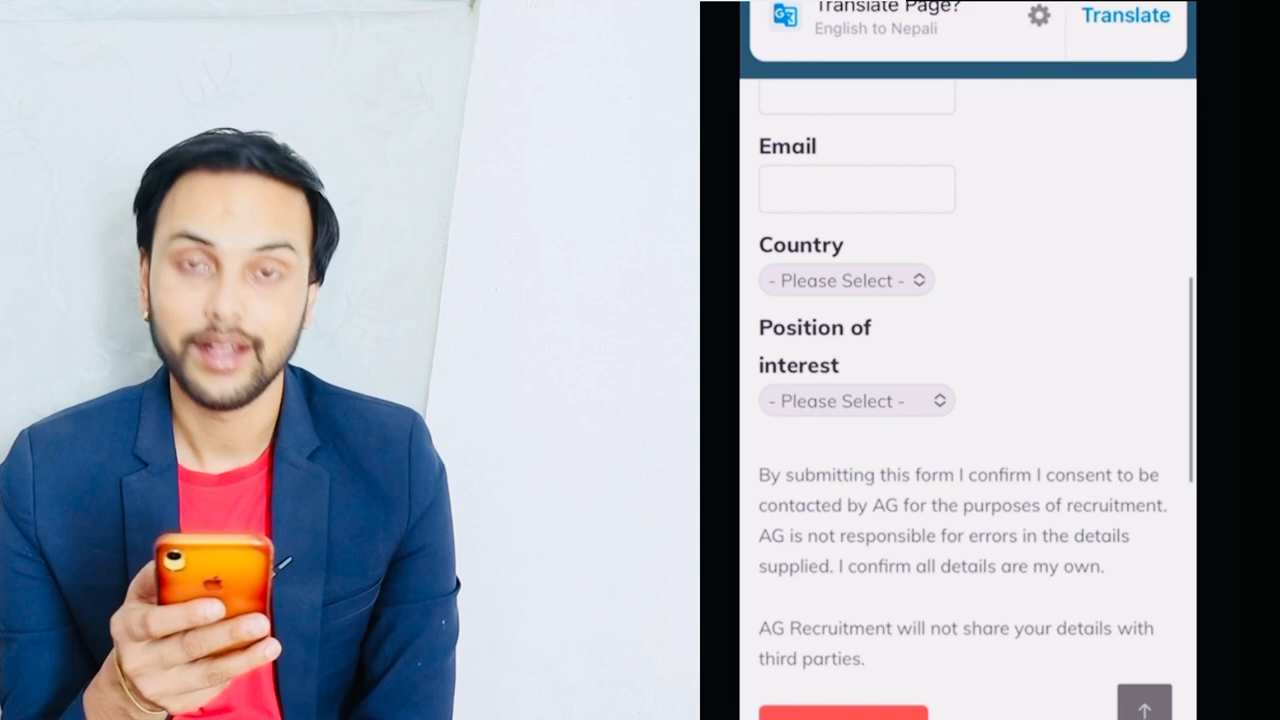 Translate Page?
English to Nepali
Translate
Email
Country
- Please Select -
Position of
interest
- Please Select -
By submitting this form I confirm I consent to be
contacted by AG for the purposes of recruitment.
AG is not responsible for errors in the details
supplied. I confirm all details are my own.
AG Recruitment will not share your details with
third parties.